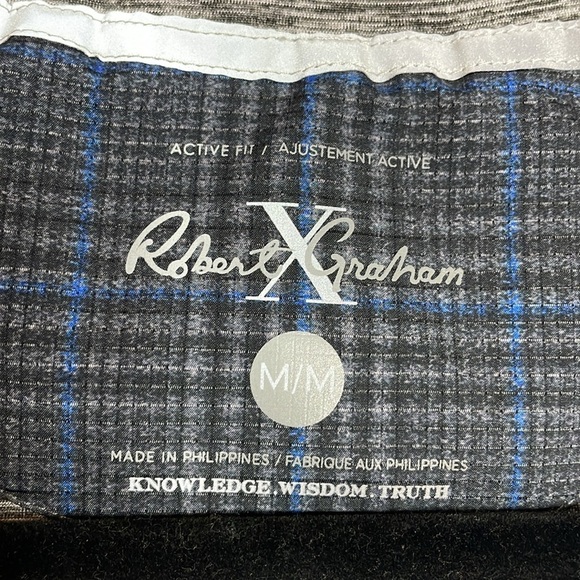 ACTIVE FIT / AJUSTEMENT ACTIVE
Robert X Graham
M/M
MADE IN PHILIPPINES / FABRIQUE AUX PHILIPPINES
KNOWLEDGE.WISDOM.TRUTH